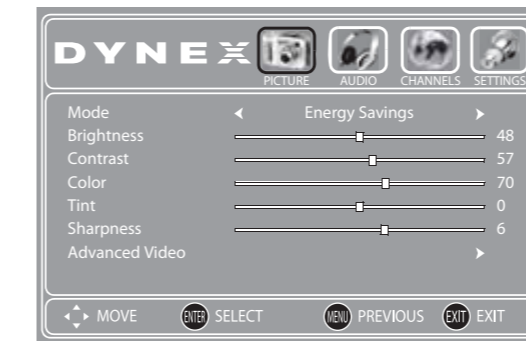 DYNEX
PICTURE AUDIO CHANNELS SETTINGS
Mode Energy Savings
Brightness 48
Contrast 57
Color 70
Tint 0
Sharpness 6
Advanced Video
MOVE ENTER SELECT MENU PREVIOUS EXIT EXIT